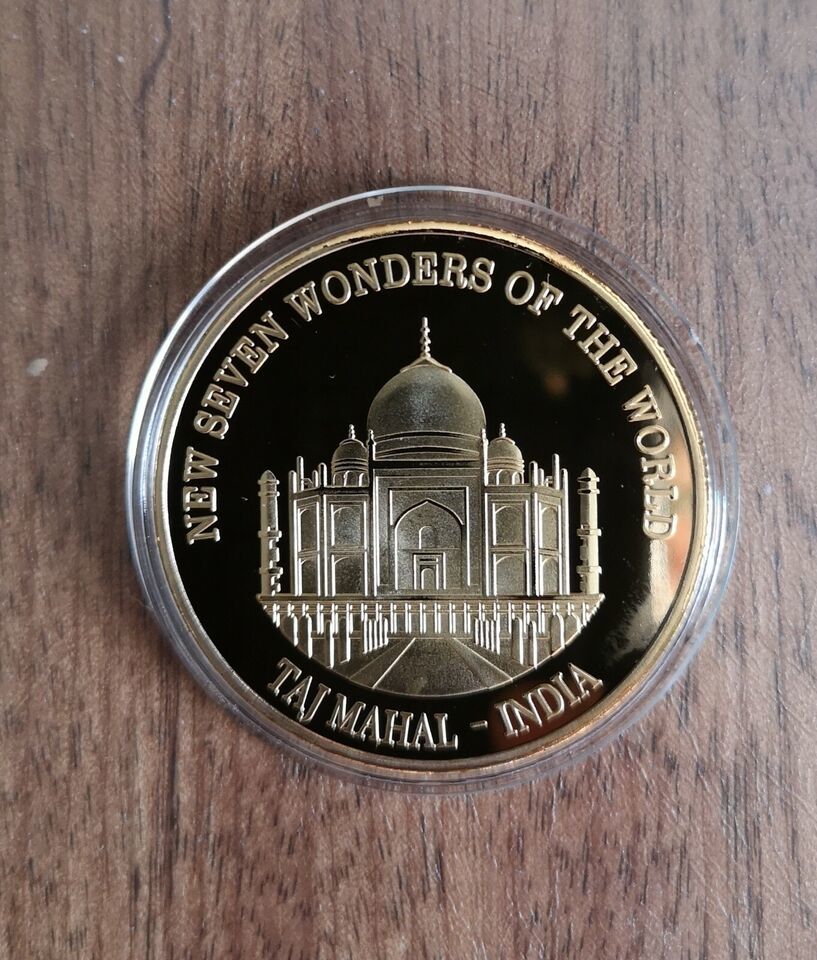 NEW SEVEN WONDERS OF THE WORLD
TAJ MAHAL - INDIA